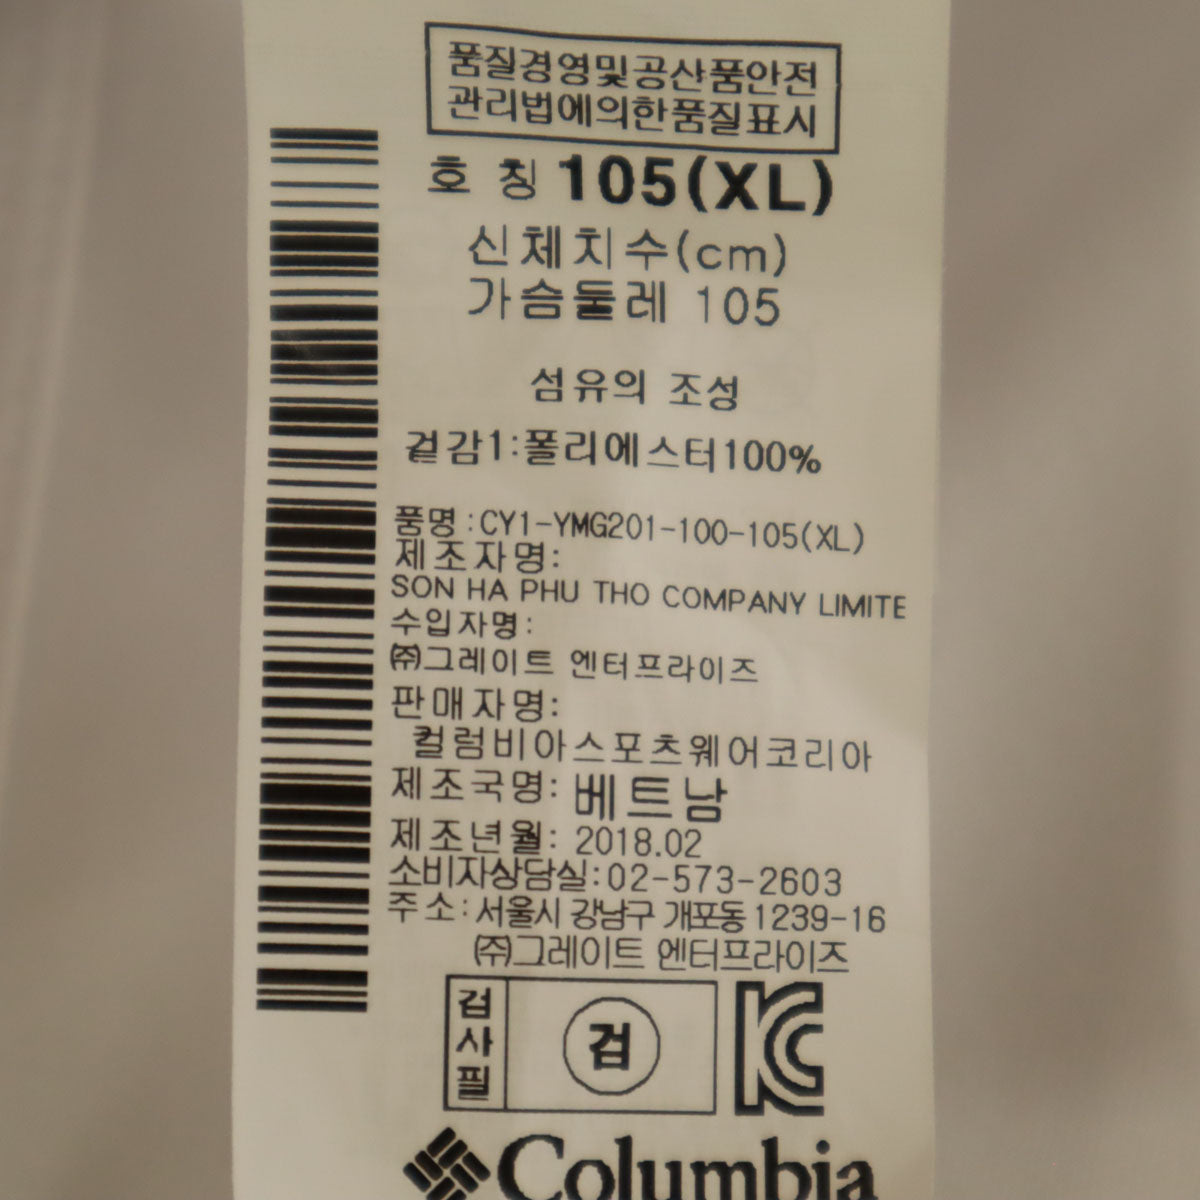 품질경영및공산품안전
관리법에의한품질표시
호 칭 105(XL)
신체치수(cm)
가슴둘레 105
섬유의 조성
겉감1:폴리에스터100%
품명:CY1-YMG201-100-105(XL)
제조자명:
SON HA PHU THO COMPANY LIMITE
수입자명:
㈜그레이트 엔터프라이즈
판매자명:
컬럼비아스포츠웨어코리아
제조국명: 베트남
제조년월: 2018.02
소비자상담실:02-573-2603
주 소:서울시 강남구 개포동1239-16
㈜그레이트 엔터프라이즈
검사필
검
KC
Columbia